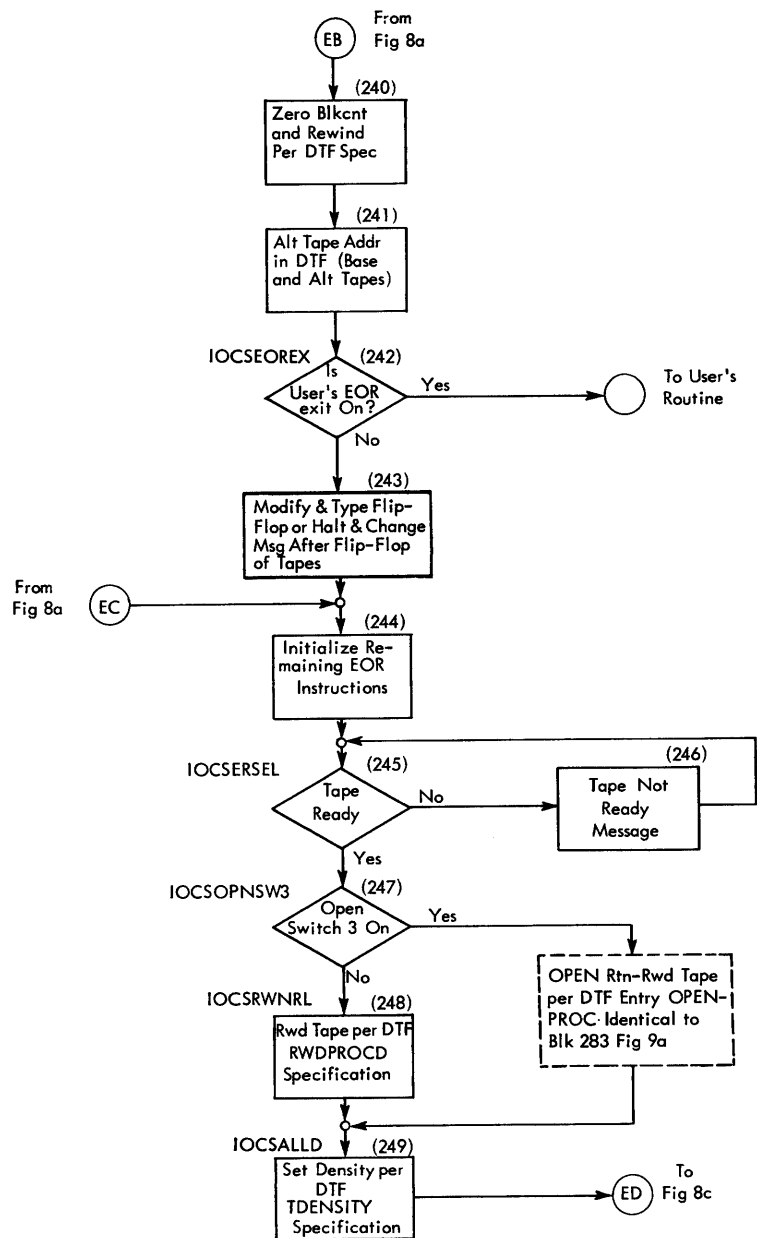 From
Fig 8a
EB
(240)
Zero Blkcnt
and Rewind
Per DTF Spec
(241)
Alt Tape Addr
in DTF (Base
and Alt Tapes)
IOCSEOREX
(242)
Is
User's EOR
exit On?
Yes
To User's
Routine
No
(243)
Modify & Type Flip-
Flop or Halt & Change
Msg After Flip-Flop
of Tapes
From
Fig 8a
EC
(244)
Initialize Re-
maining EOR
Instructions
IOCSERSEL
(245)
Tape
Ready
No
(246)
Tape Not
Ready
Message
Yes
IOCSOPNSW3
(247)
Open
Switch 3 On
Yes
No
OPEN Rtn-Rwd Tape
per DTF Entry OPEN-
PROC·Identical to
Blk 283 Fig 9a
IOCSRWNRL
(248)
Rwd Tape per DTF
RWDPROCD
Specification
IOCSALLD
(249)
Set Density per
DTF
TDENSITY
Specification
ED
To
Fig 8c